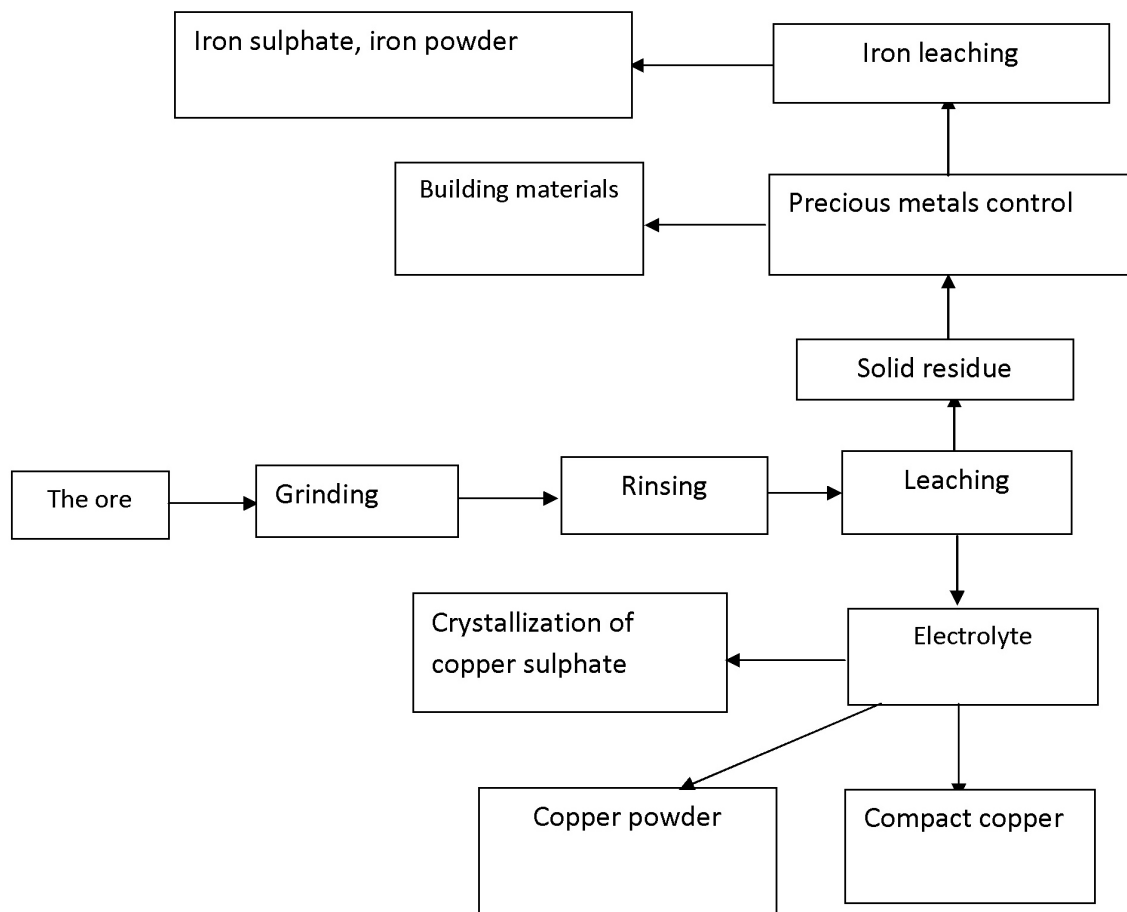 Iron sulphate, iron powder
Iron leaching
Building materials
Precious metals control
Solid residue
The ore
Grinding
Rinsing
Leaching
Crystallization of
copper sulphate
Electrolyte
Copper powder
Compact copper